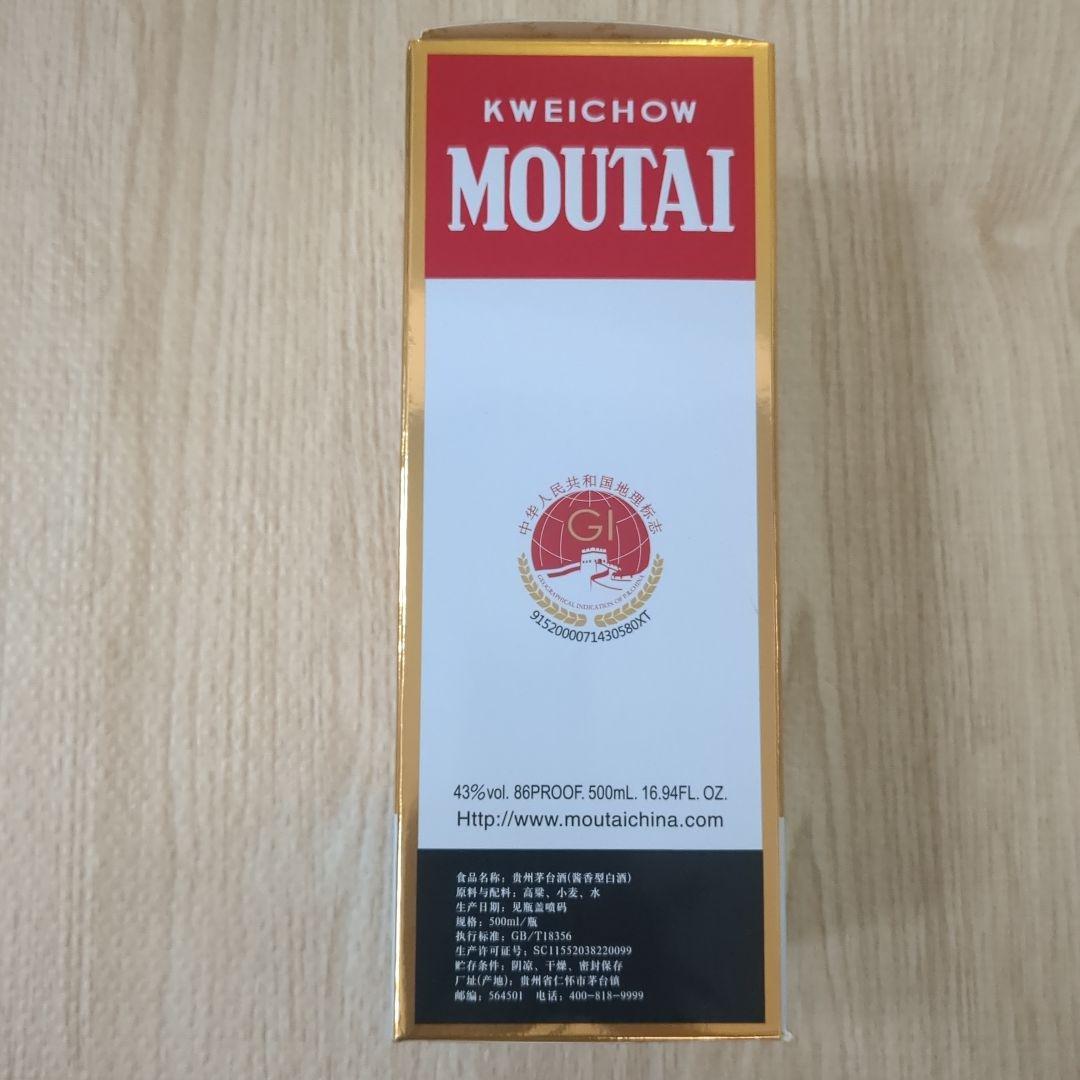 KWEICHOW
MOUTAI
中华人民共和国地理标志
GI
GEOGRAPHICAL INDICATION OF P.R.CHINA
91520000071430580XT
43%vol. 86PROOF. 500mL. 16.94FL. OZ.
Http://www.moutaichina.com
食品名称：贵州茅台酒(酱香型白酒)
原料与配料：高粱、小麦、水
生产日期：见瓶盖喷码
规格：500ml/瓶
执行标准：GB/T18356
生产许可证号：SC11552038220099
贮存条件：阴凉、干燥、密封保存
厂址(产地)：贵州省仁怀市茅台镇
邮编：564501 电话：400-818-9999